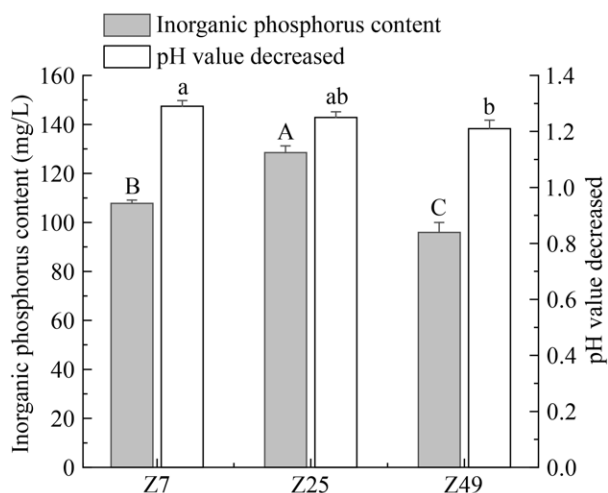 Inorganic phosphorus content
pH value decreased
Inorganic phosphorus content (mg/L)
160
140
120
100
80
60
40
20
0
B
a
A
ab
C
b
1.4
1.2
1.0
0.8
0.6
0.4
0.2
0.0
pH value decreased
Z7
Z25
Z49